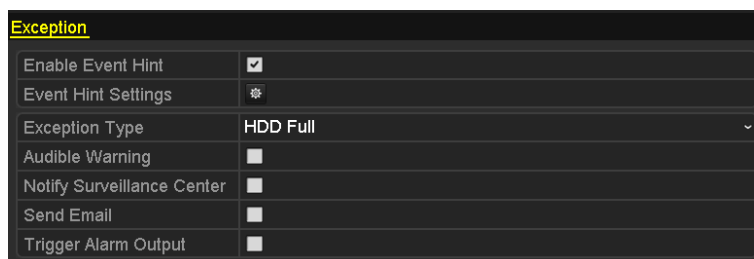 Exception
Enable Event Hint
Event Hint Settings
Exception Type HDD Full
Audible Warning
Notify Surveillance Center
Send Email
Trigger Alarm Output